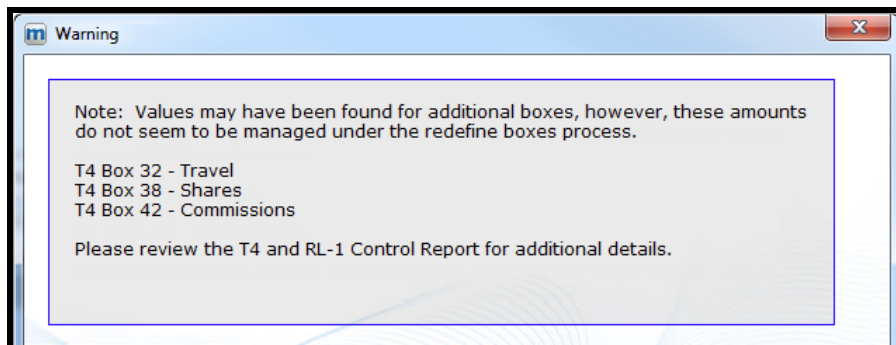 m Warning
X
Note: Values may have been found for additional boxes, however, these amounts
do not seem to be managed under the redefine boxes process.
T4 Box 32 - Travel
T4 Box 38 - Shares
T4 Box 42 - Commissions
Please review the T4 and RL-1 Control Report for additional details.